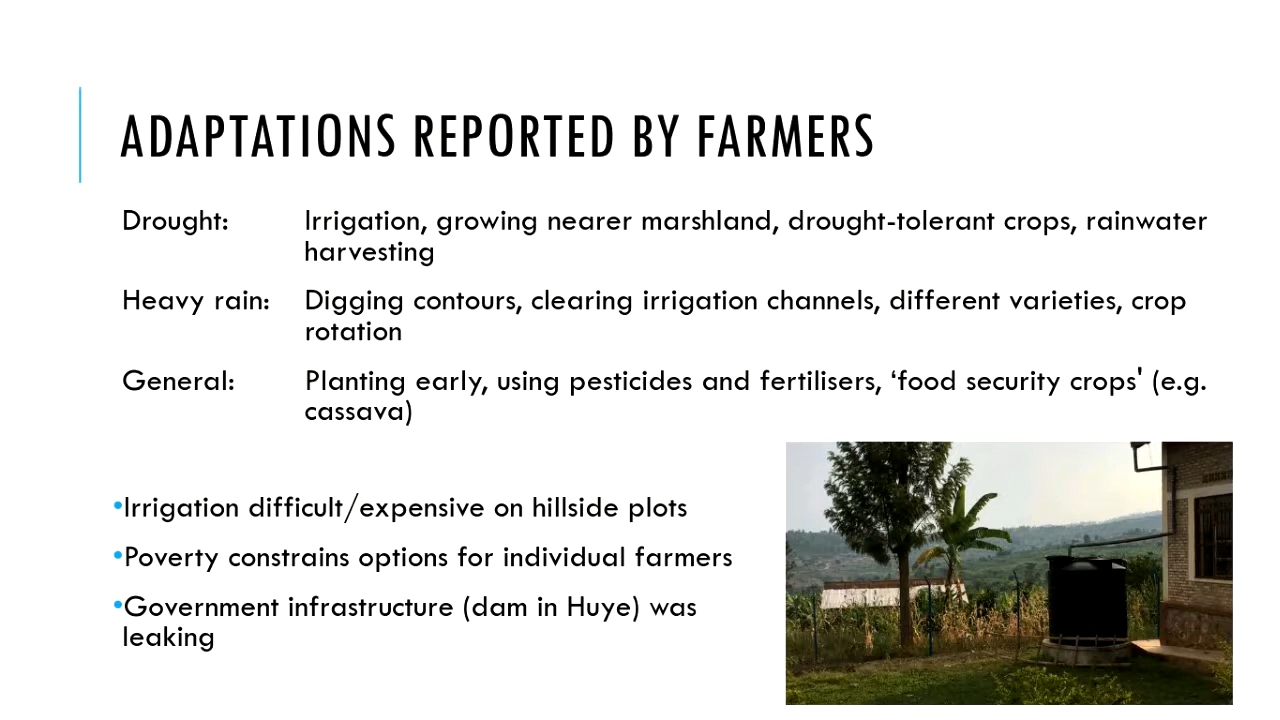 ADAPTATIONS REPORTED BY FARMERS
Drought: Irrigation, growing nearer marshland, drought-tolerant crops, rainwater
harvesting
Heavy rain: Digging contours, clearing irrigation channels, different varieties, crop
rotation
General: Planting early, using pesticides and fertilisers, ‘food security crops' (e.g.
cassava)
•Irrigation difficult/expensive on hillside plots
•Poverty constrains options for individual farmers
•Government infrastructure (dam in Huye) was
leaking